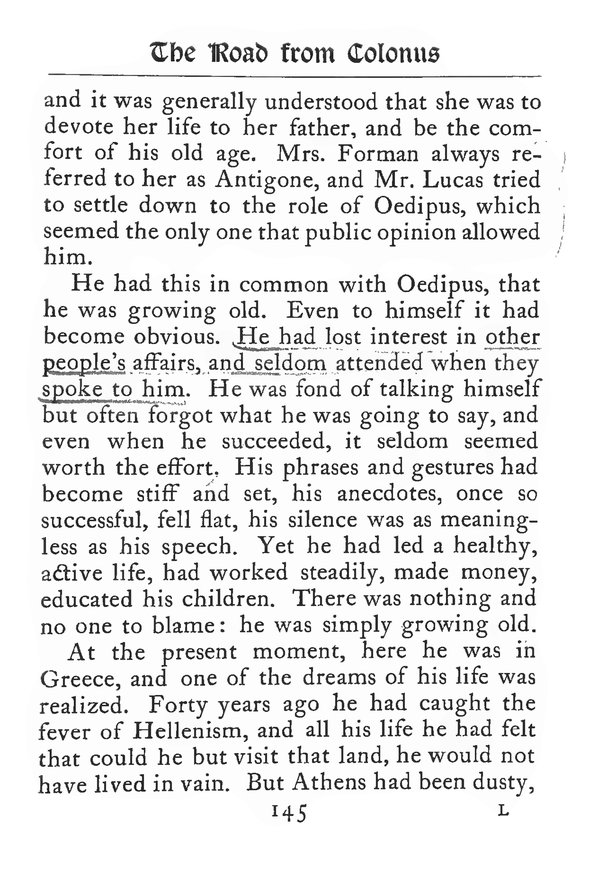 The Road from Colonus
and it was generally understood that she was to
devote her life to her father, and be the com-
fort of his old age. Mrs. Forman always re-
ferred to her as Antigone, and Mr. Lucas tried
to settle down to the role of Oedipus, which
seemed the only one that public opinion allowed
him.
He had this in common with Oedipus, that
he was growing old. Even to himself it had
become obvious. He had lost interest in other
people's affairs, and seldom attended when they
spoke to him. He was fond of talking himself
but often forgot what he was going to say, and
even when he succeeded, it seldom seemed
worth the effort. His phrases and gestures had
become stiff and set, his anecdotes, once so
successful, fell flat, his silence was as meaning-
less as his speech. Yet he had led a healthy,
active life, had worked steadily, made money,
educated his children. There was nothing and
no one to blame: he was simply growing old.
At the present moment, here he was in
Greece, and one of the dreams of his life was
realized. Forty years ago he had caught the
fever of Hellenism, and all his life he had felt
that could he but visit that land, he would not
have lived in vain. But Athens had been dusty,
145 L